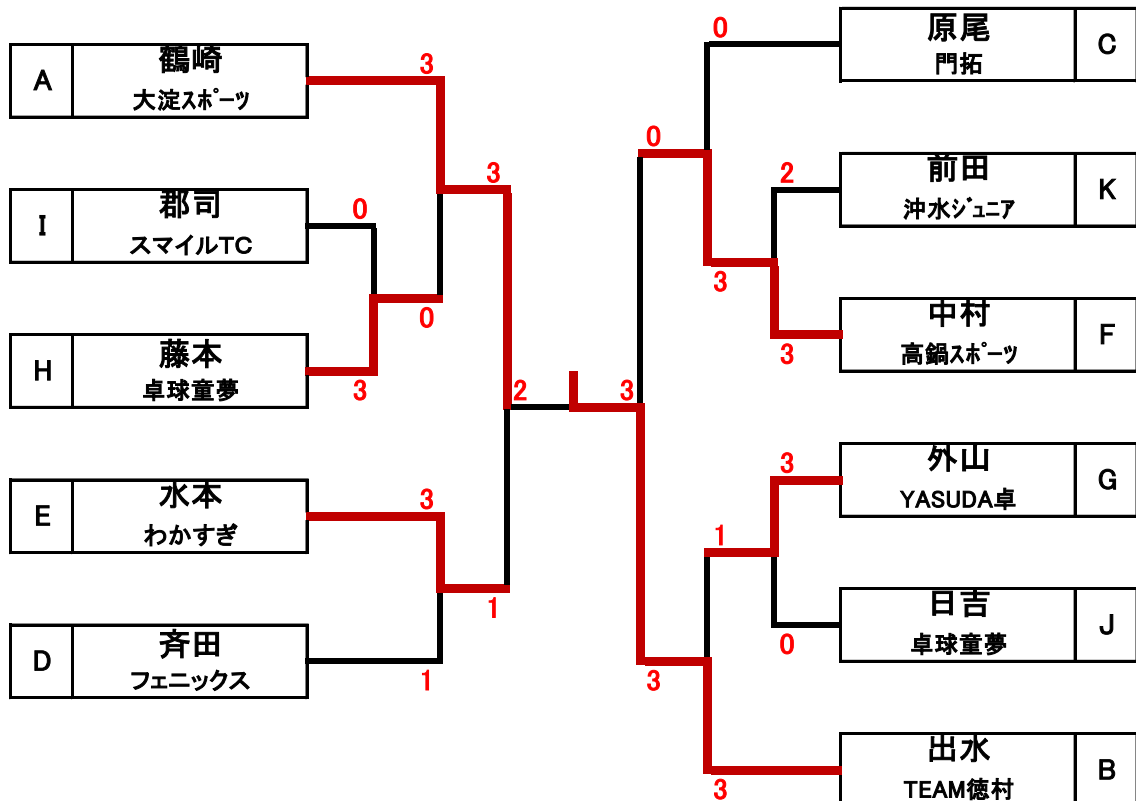 A
鶴崎
大淀スポーツ
3
I
郡司
スマイルTC
0
H
藤本
卓球童夢
3
0
3
E
水本
わかすぎ
3
D
斉田
フェニックス
1
1
2
3
0
原尾
門拓
C
0
前田
沖水ジュニア
K
2
中村
高鍋スポーツ
F
3
3
外山
YASUDA卓
G
3
日吉
卓球童夢
J
0
1
出水
TEAM徳村
B
3
3